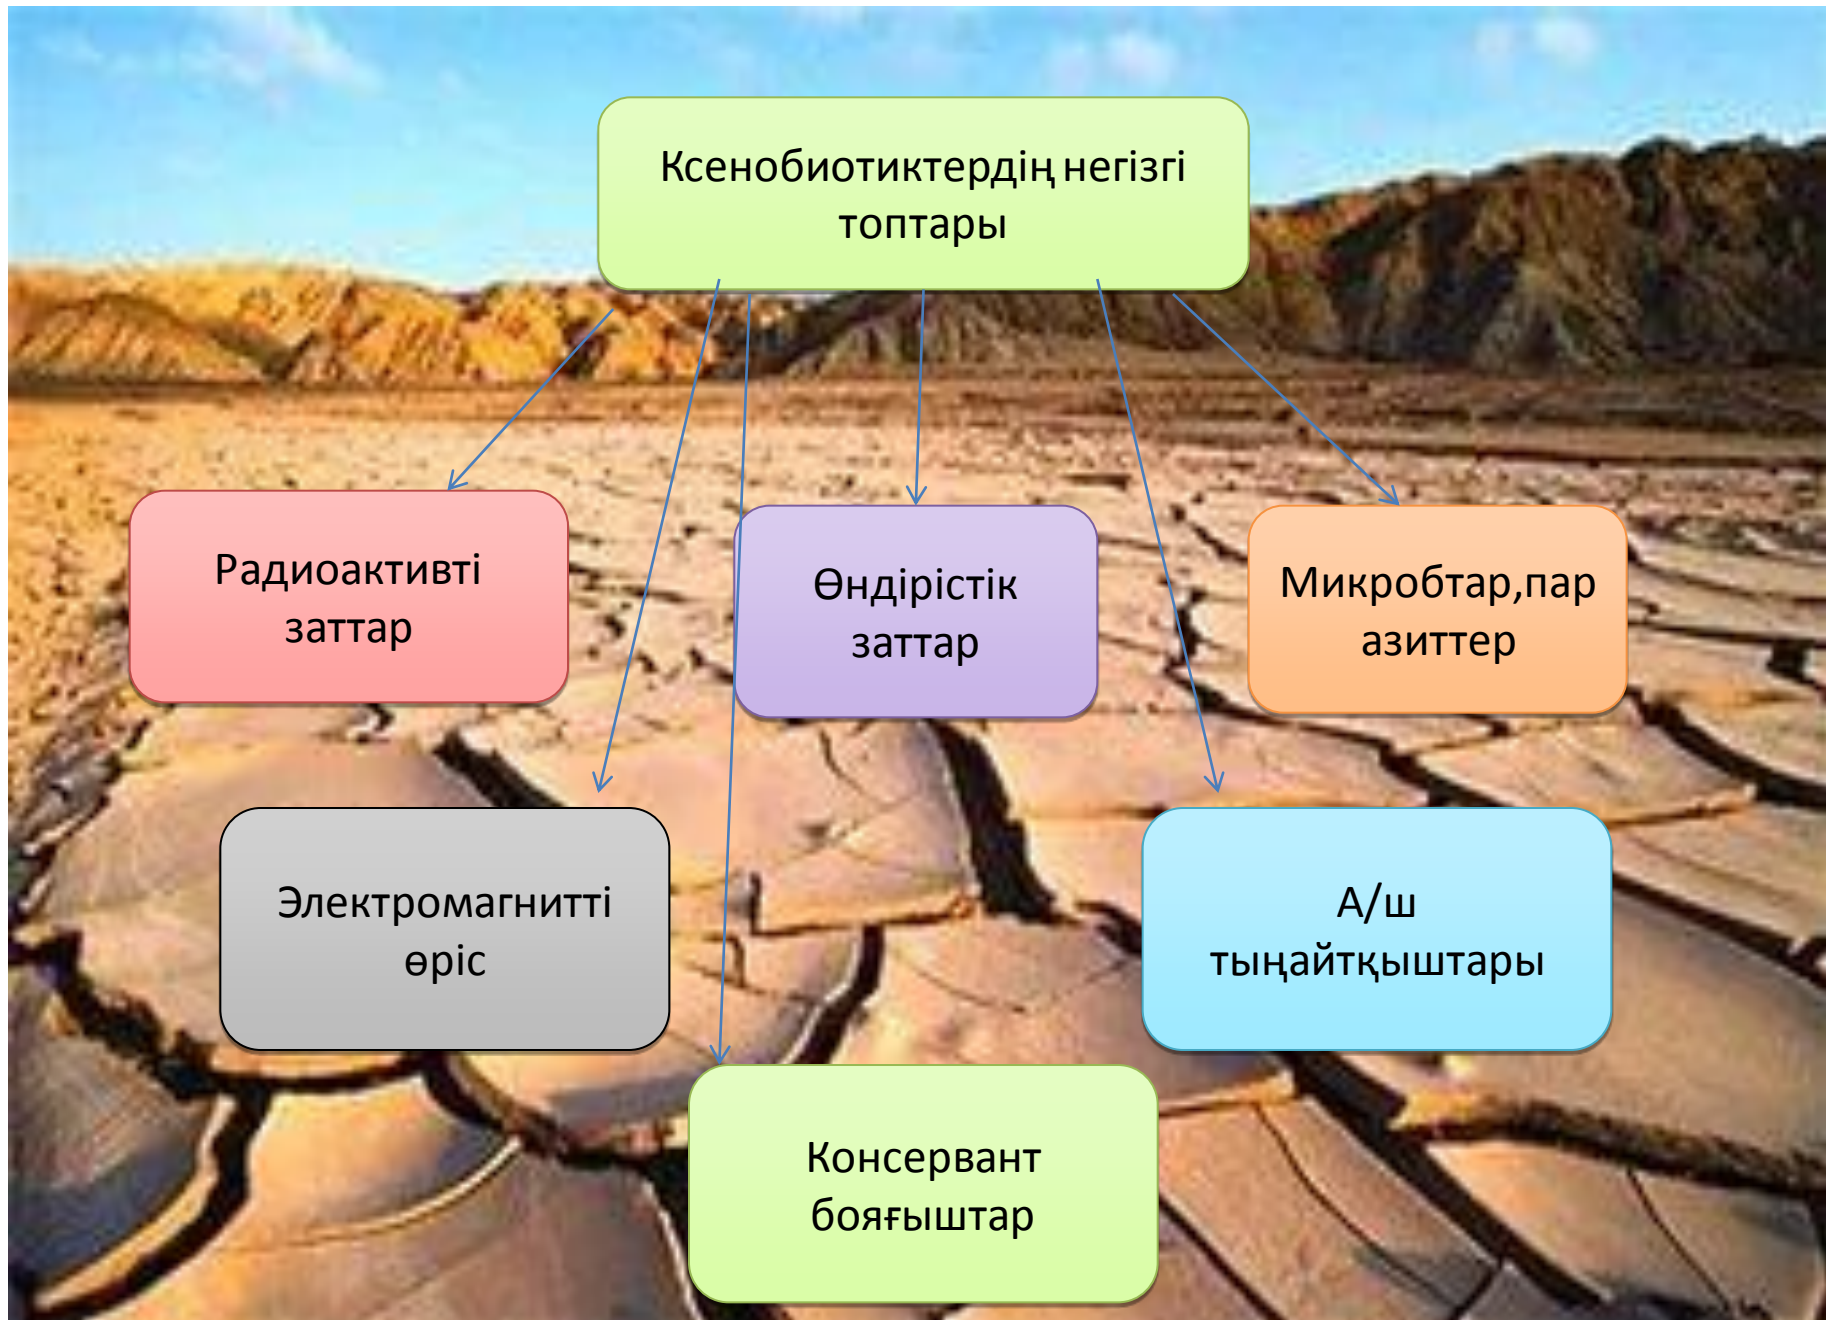 Ксенобиотиктердің негізгі
топтары
Радиоактивті
заттар
Өндірістік
заттар
Микробтар,пар
азиттер
Электромагнитті
өріс
А/ш
тыңайтқыштары
Консервант
бояғыштар